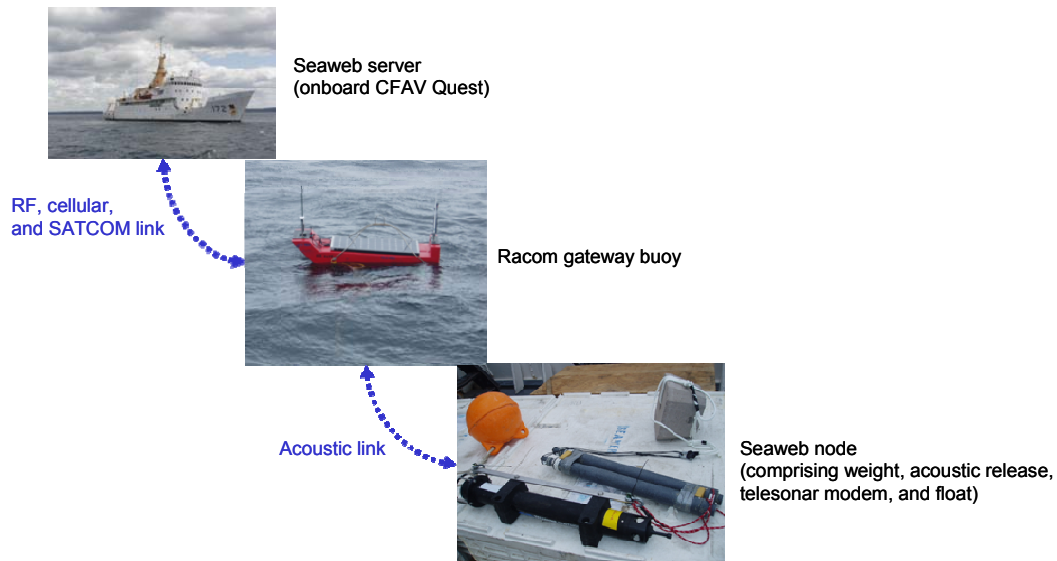 Seaweb server
(onboard CFAV Quest)
172
RF, cellular,
and SATCOM link
Racom gateway buoy
Acoustic link
Seaweb node
(comprising weight, acoustic release,
telesonar modem, and float)